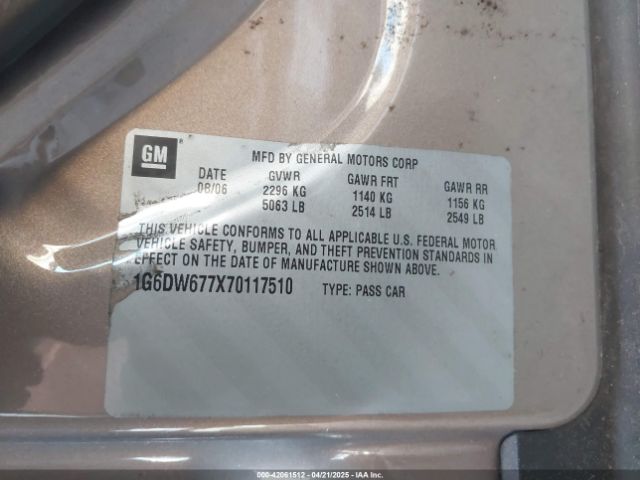 GM
MFD BY GENERAL MOTORS CORP
DATE GVWR GAWR FRT GAWR RR
08/06 2296 KG 1140 KG 1156 KG
5063 LB 2514 LB 2549 LB
THIS VEHICLE CONFORMS TO ALL APPLICABLE U.S. FEDERAL MOTOR
VEHICLE SAFETY, BUMPER, AND THEFT PREVENTION STANDARDS IN
EFFECT ON THE DATE OF MANUFACTURE SHOWN ABOVE.
1G6DW677X70117510 TYPE: PASS CAR
000-42061512 - 04/21/2025 - IAAI.COM